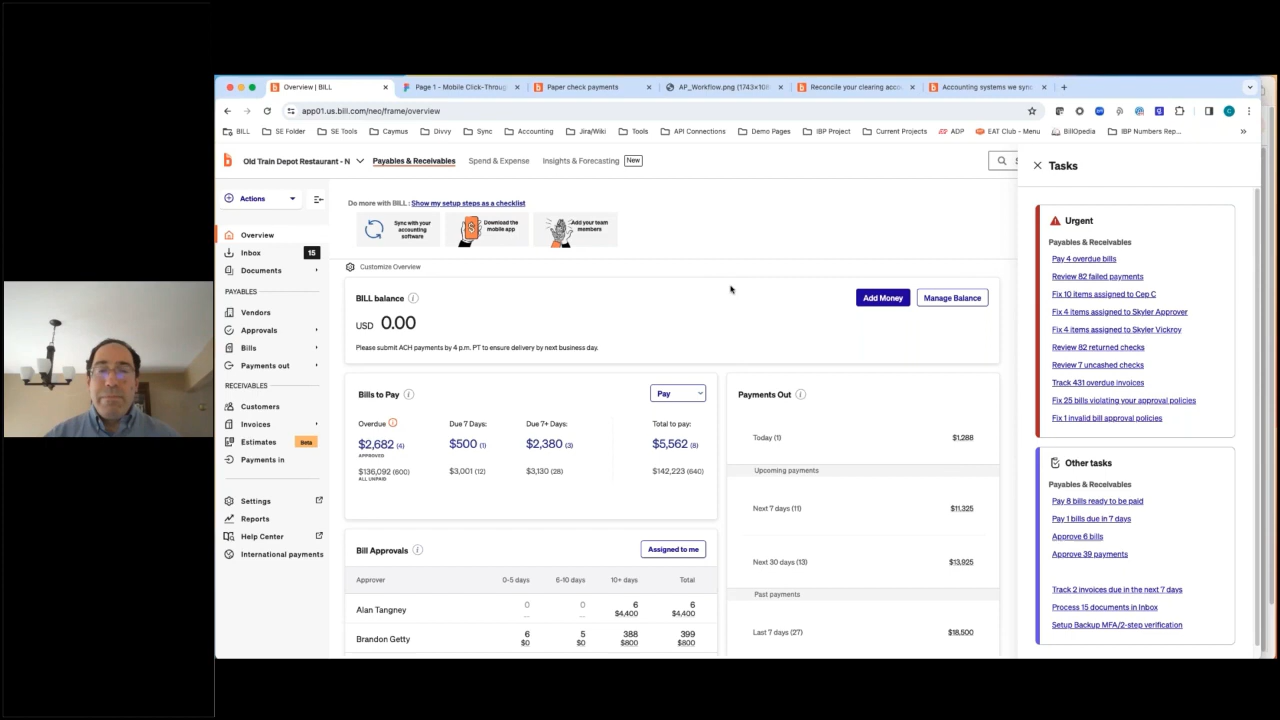 Overview | BILL
Page 1 - Mobile Click-Throug
Paper check payments
AP_Workflow.png (1743×108
Reconcile your clearing acco
Accounting systems we sync
app01.us.bill.com/neo/frame/overview
BILL
SE Folder
SE Tools
Caymus
Divvy
Sync
Accounting
Jira/Wiki
Tools
API Connections
Demo Pages
IBP Project
Current Projects
ADP
EAT Club - Menu
BillOpedia
IBP Numbers Rep...
Old Train Depot Restaurant - N
Payables & Receivables
Spend & Expense
Insights & Forecasting
New
Actions
Overview
Inbox
15
Documents
PAYABLES
Vendors
Approvals
Bills
Payments out
RECEIVABLES
Customers
Invoices
Estimates
Beta
Payments in
Settings
Reports
Help Center
International payments
Do more with BILL : Show my setup steps as a checklist
Sync with your
accounting
software
Download the
mobile app
Add your team
members
Customize Overview
BILL balance
USD 0.00
Add Money
Manage Balance
Please submit ACH payments by 4 p.m. PT to ensure delivery by next business day.
Bills to Pay
Pay
Overdue
Due 7 Days:
Due 7+ Days:
Total to pay:
$2,682 (4)
$500 (1)
$2,380 (3)
$5,562 (8)
APPROVED
$136,092 (600)
$3,001 (12)
$3,130 (28)
$142,223 (640)
ALL UNPAID
Payments Out
Today (1)
$1,288
Upcoming payments
Next 7 days (11)
$11,325
Next 30 days (13)
$13,925
Past payments
Last 7 days (27)
$18,500
Bill Approvals
Assigned to me
Approver
0-5 days
6-10 days
10+ days
Total
Alan Tangney
0
0
6
6
...
...
$4,400
$4,400
Brandon Getty
6
5
388
399
$0
$0
$800
$800
Tasks
Urgent
Payables & Receivables
Pay 4 overdue bills
Review 82 failed payments
Fix 10 items assigned to Cep C
Fix 4 items assigned to Skyler Approver
Fix 4 items assigned to Skyler Vickroy
Review 82 returned checks
Review 7 uncashed checks
Track 431 overdue invoices
Fix 25 bills violating your approval policies
Fix 1 invalid bill approval policies
Other tasks
Payables & Receivables
Pay 8 bills ready to be paid
Pay 1 bills due in 7 days
Approve 6 bills
Approve 39 payments
Track 2 invoices due in the next 7 days
Process 15 documents in Inbox
Setup Backup MFA/2-step verification